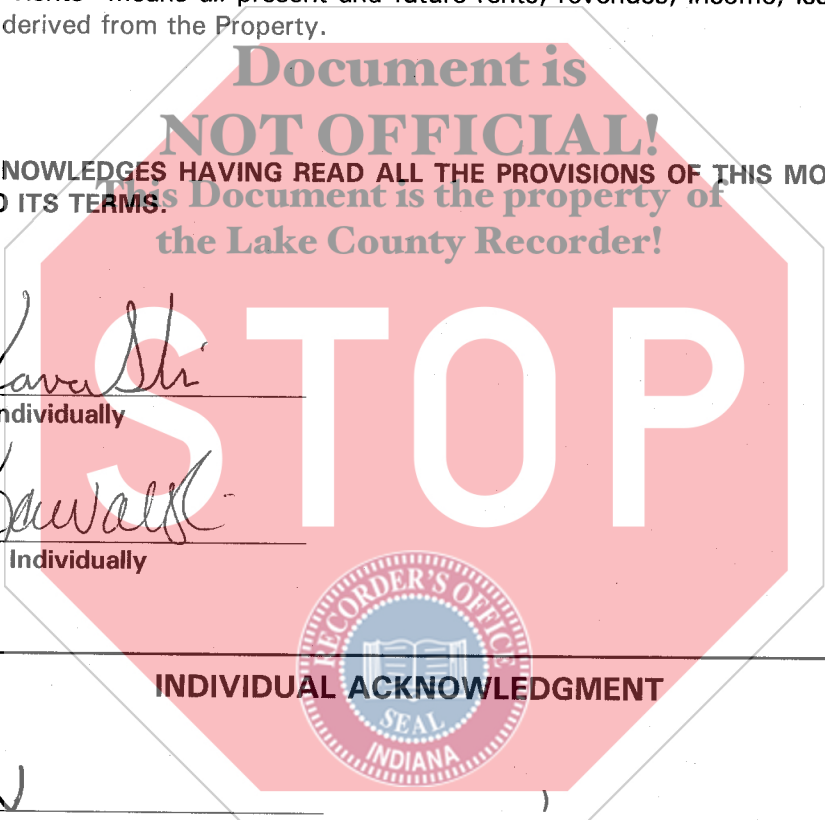 derived from the Property.
Document is
NOT OFFICIAL!
NOWLEDGES HAVING READ ALL THE PROVISIONS OF THIS MO
ITS TERMS.
This Document is the property of
the Lake County Recorder!
STOP
ndividually
Individually
RECORDER'S OFFICE
SEAL
INDIANA
INDIVIDUAL ACKNOWLEDGMENT
)